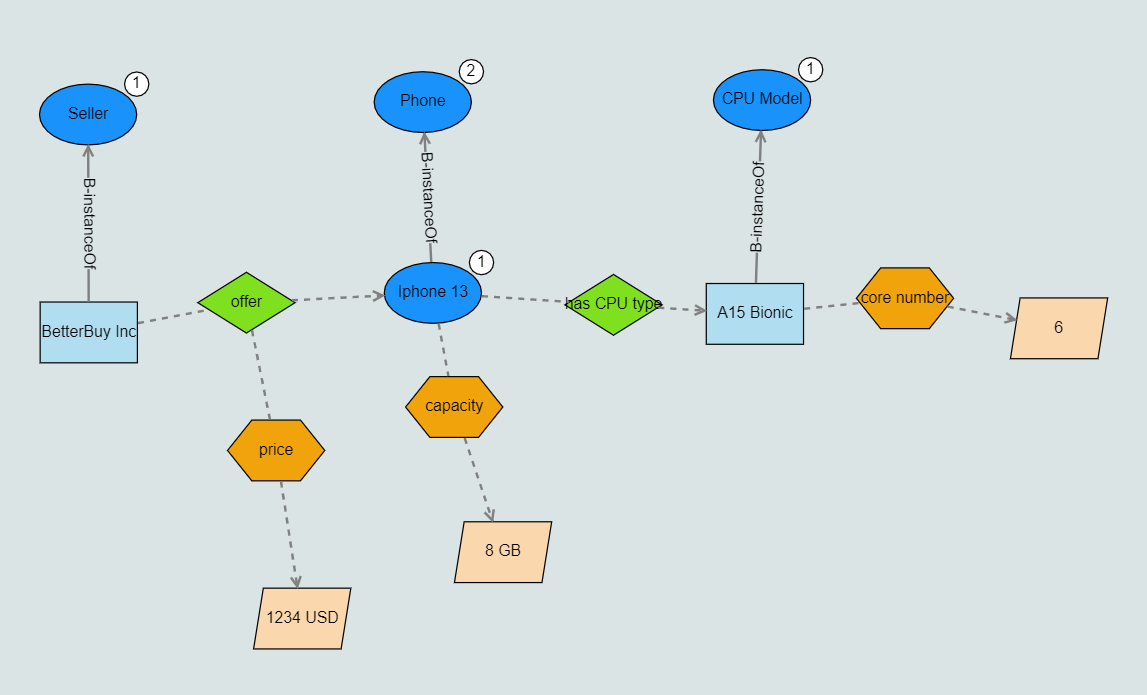 1
Seller
B-instanceOf
BetterBuy Inc
offer
price
1234 USD
2
Phone
B-instanceOf
1
Iphone 13
capacity
8 GB
has CPU type
1
CPU Model
B-instanceOf
A15 Bionic
core number
6